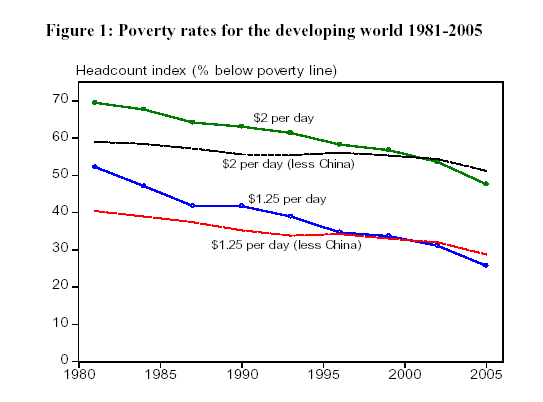 Figure 1: Poverty rates for the developing world 1981-2005
Headcount index (% below poverty line)
70
60
50
40
30
20
10
0
$2 per day
$2 per day (less China)
$1.25 per day
$1.25 per day (less China)
1980
1985
1990
1995
2000
2005